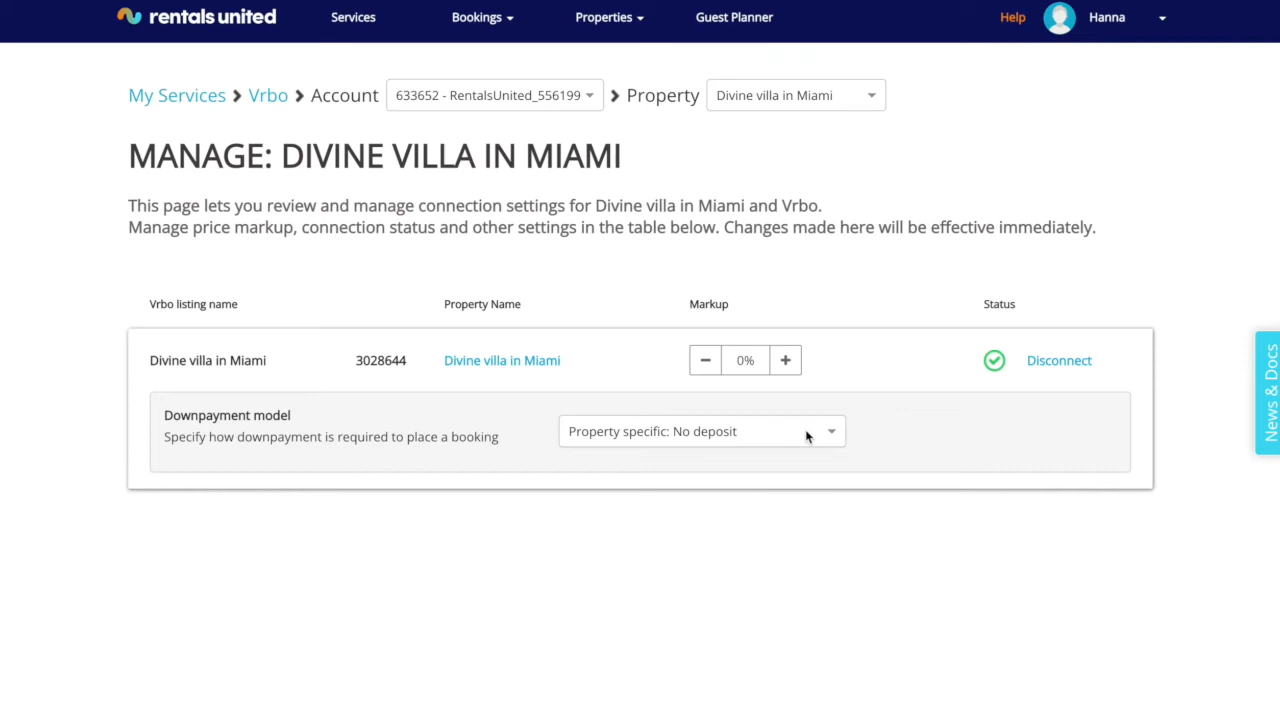 rentals united
Services
Bookings
Properties
Guest Planner
Help
Hanna
My Services Vrbo Account 633652 - RentalsUnited_556199 Property Divine villa in Miami
MANAGE: DIVINE VILLA IN MIAMI
This page lets you review and manage connection settings for Divine villa in Miami and Vrbo.
Manage price markup, connection status and other settings in the table below. Changes made here will be effective immediately.
Vrbo listing name Property Name Markup Status
Divine villa in Miami 3028644 Divine villa in Miami − 0% + Disconnect
Downpayment model
Specify how downpayment is required to place a booking
Property specific: No deposit
News & Docs